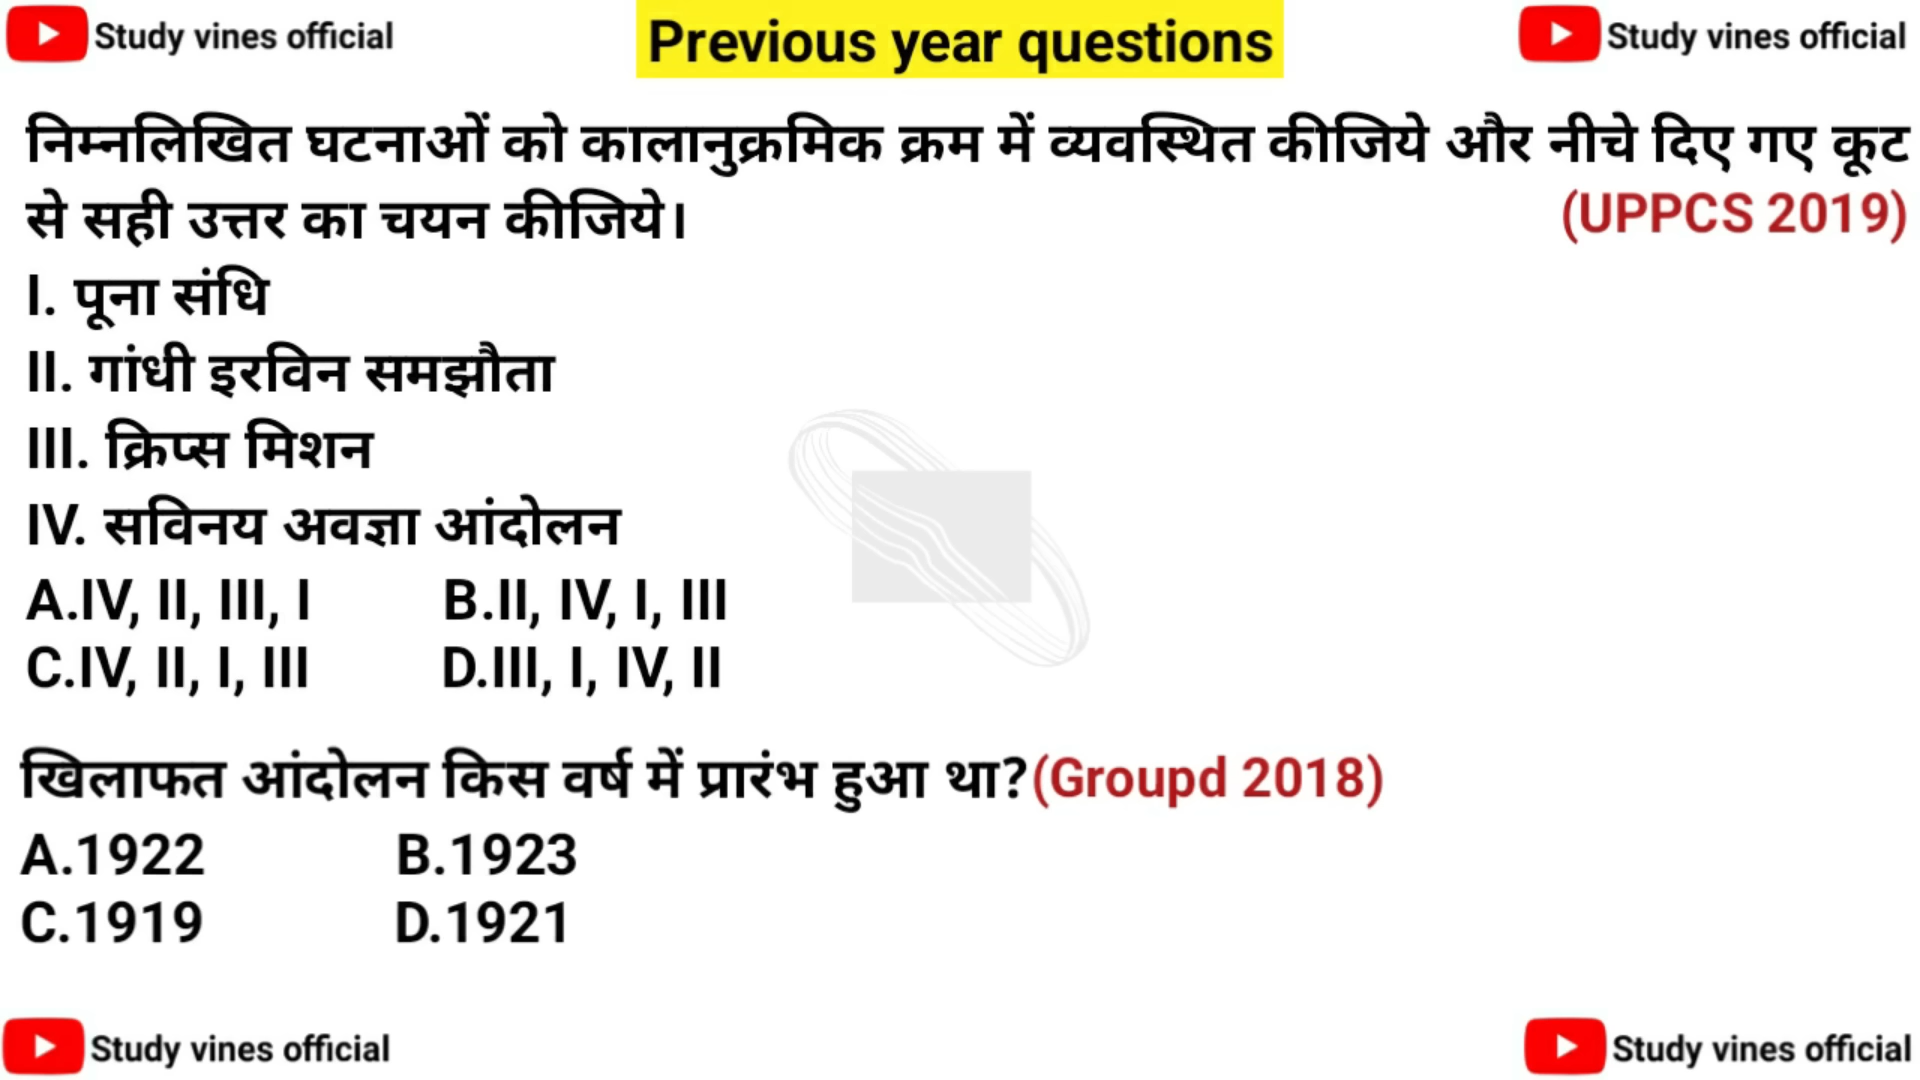 Study vines official
Previous year questions
Study vines official
निम्नलिखित घटनाओं को कालानुक्रमिक क्रम में व्यवस्थित कीजिये और नीचे दिए गए कूट
से सही उत्तर का चयन कीजिये। (UPPCS 2019)
I. पूना संधि
II. गांधी इरविन समझौता
III. क्रिप्स मिशन
IV. सविनय अवज्ञा आंदोलन
A.IV, II, III, I B.II, IV, I, III
C.IV, II, I, III D.III, I, IV, II
खिलाफत आंदोलन किस वर्ष में प्रारंभ हुआ था?(Groupd 2018)
A.1922 B.1923
C.1919 D.1921
Study vines official
Study vines official